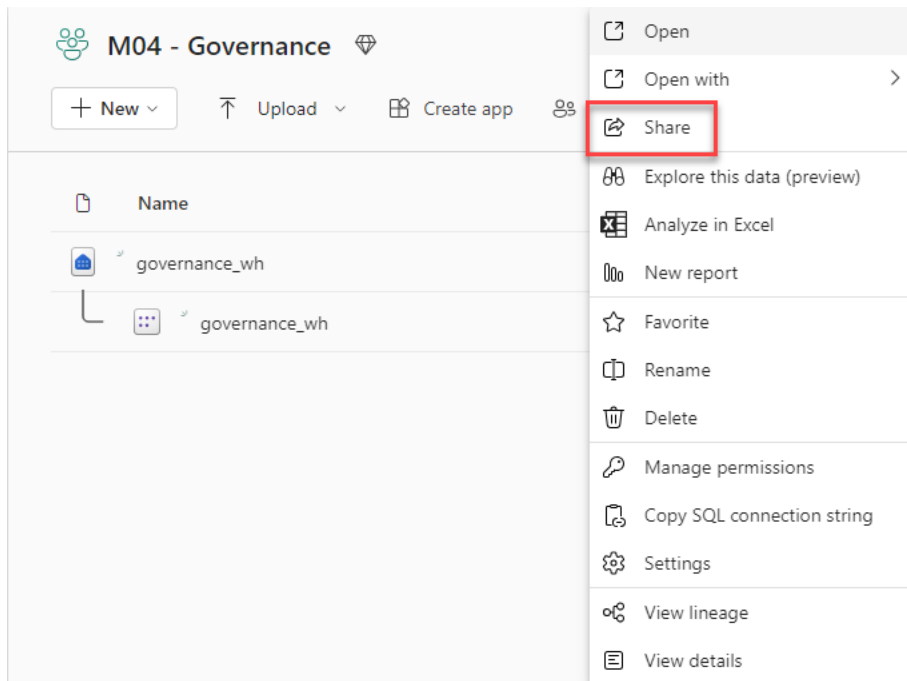 M04 - Governance
New
Upload
Create app
Name
governance_wh
governance_wh
Open
Open with
Share
Explore this data (preview)
Analyze in Excel
New report
Favorite
Rename
Delete
Manage permissions
Copy SQL connection string
Settings
View lineage
View details